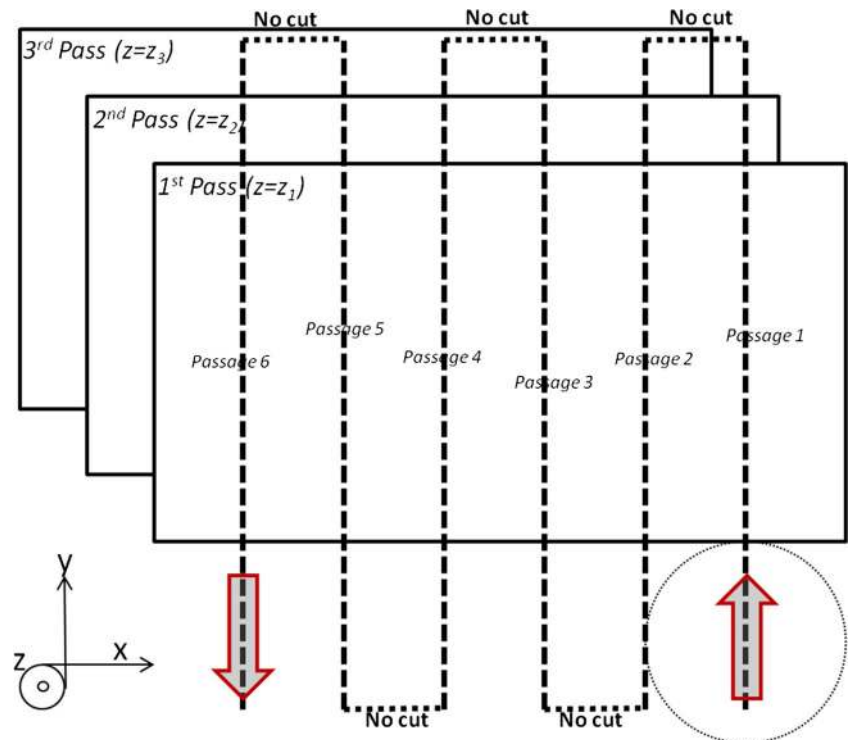 No cut No cut No cut
3rd Pass (z=z3)
2nd Pass (z=z2)
1st Pass (z=z1)
Passage 1
Passage 5
Passage 6
Passage 4
Passage 2
Passage 3
y
x
z
No cut No cut